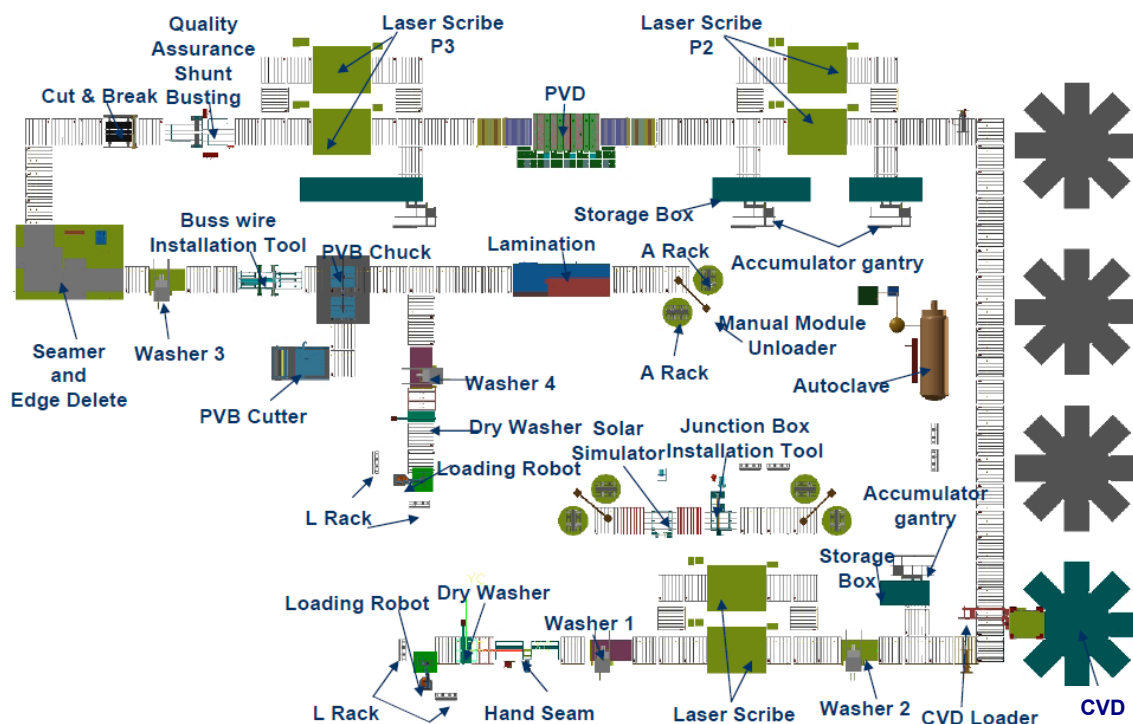 Quality
Assurance
Shunt
Busting
Laser Scribe
P3
Laser Scribe
P2
Cut & Break
PVD
Storage Box
Accumulator gantry
Buss wire
Installation Tool
PVB Chuck
Lamination
A Rack
Manual Module
Unloader
A Rack
Autoclave
Seamer
and
Edge Delete
Washer 3
PVB Cutter
Washer 4
Dry Washer
Loading Robot
L Rack
Solar
Simulator
Junction Box
Installation Tool
Accumulator
gantry
Storage
Box
YC
Dry Washer
Loading Robot
Washer 1
L Rack
Hand Seam
Laser Scribe
Washer 2
CVD Loader
CVD